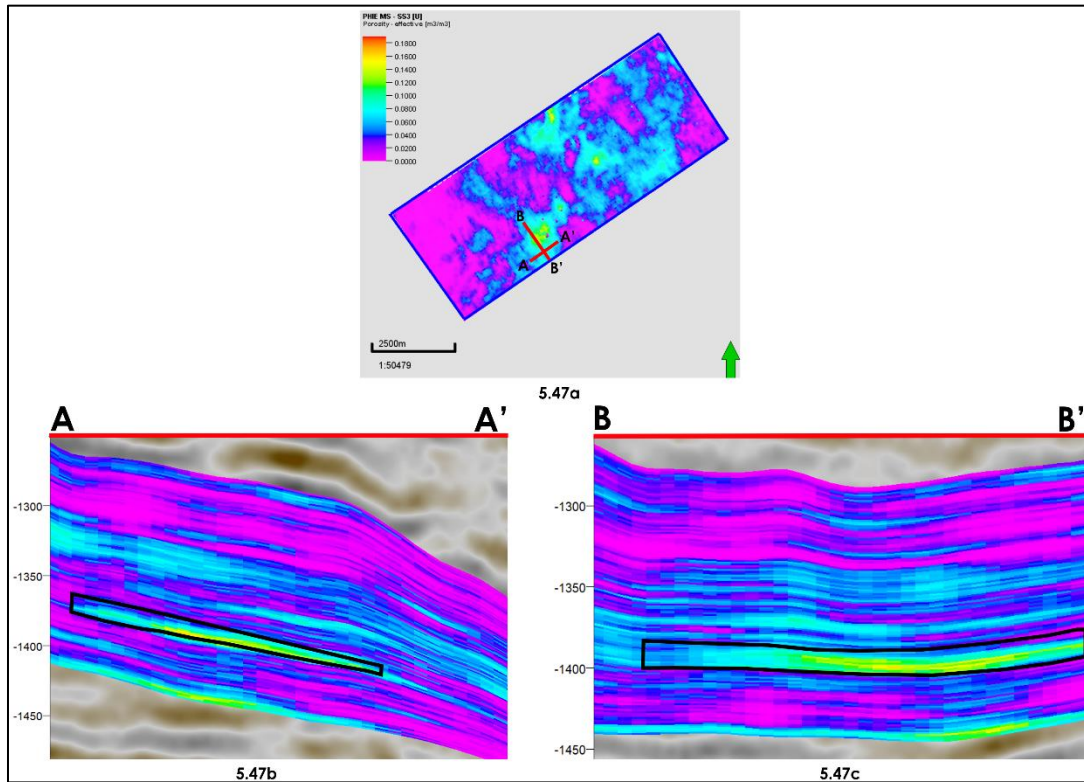 PHIE MS - SS3 [U]
Porosity - effective [m3/m3]
0.1800
0.1600
0.1400
0.1200
0.1000
0.0800
0.0600
0.0400
0.0200
0.0000
B
A'
A
B'
2500m
1:50479
5.47a
A
A'
-1300
-1350
-1400
-1450
5.47b
B
B'
-1300
-1350
-1400
-1450
5.47c